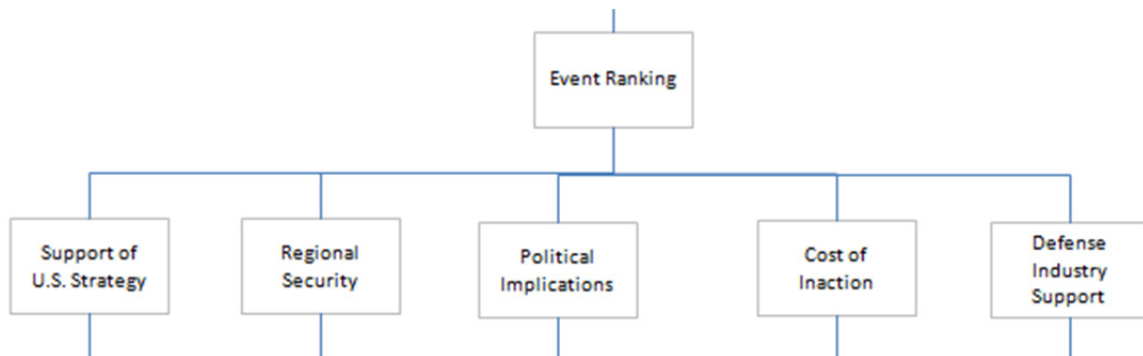 Event Ranking
Support of
U.S. Strategy
Regional
Security
Political
Implications
Cost of
Inaction
Defense
Industry
Support